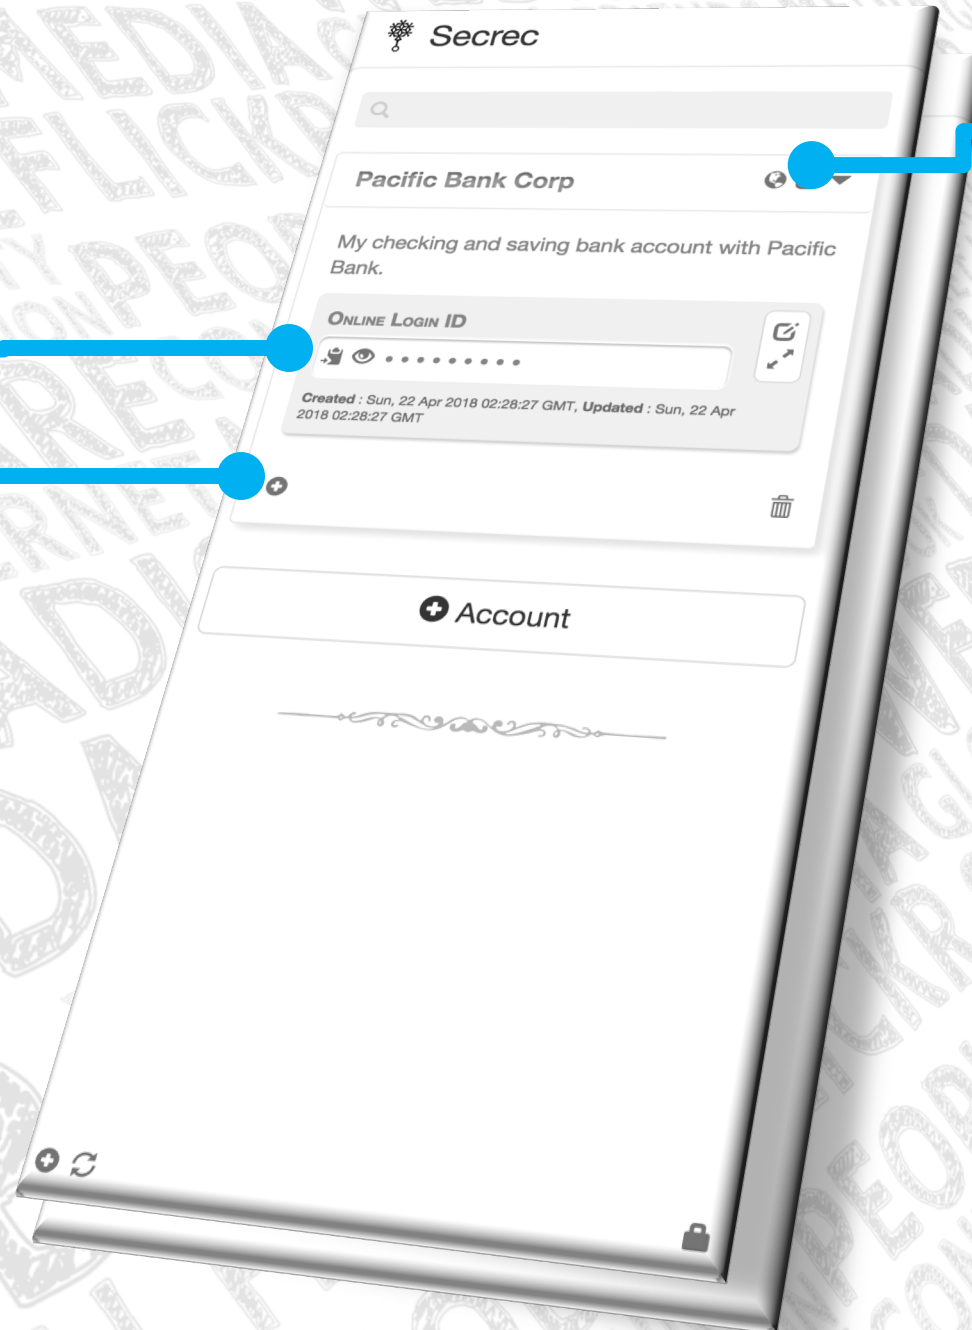 Secrec
Pacific Bank Corp
My checking and saving bank account with Pacific
Bank.
Online Login ID
Created : Sun, 22 Apr 2018 02:28:27 GMT, Updated : Sun, 22 Apr
2018 02:28:27 GMT
Account